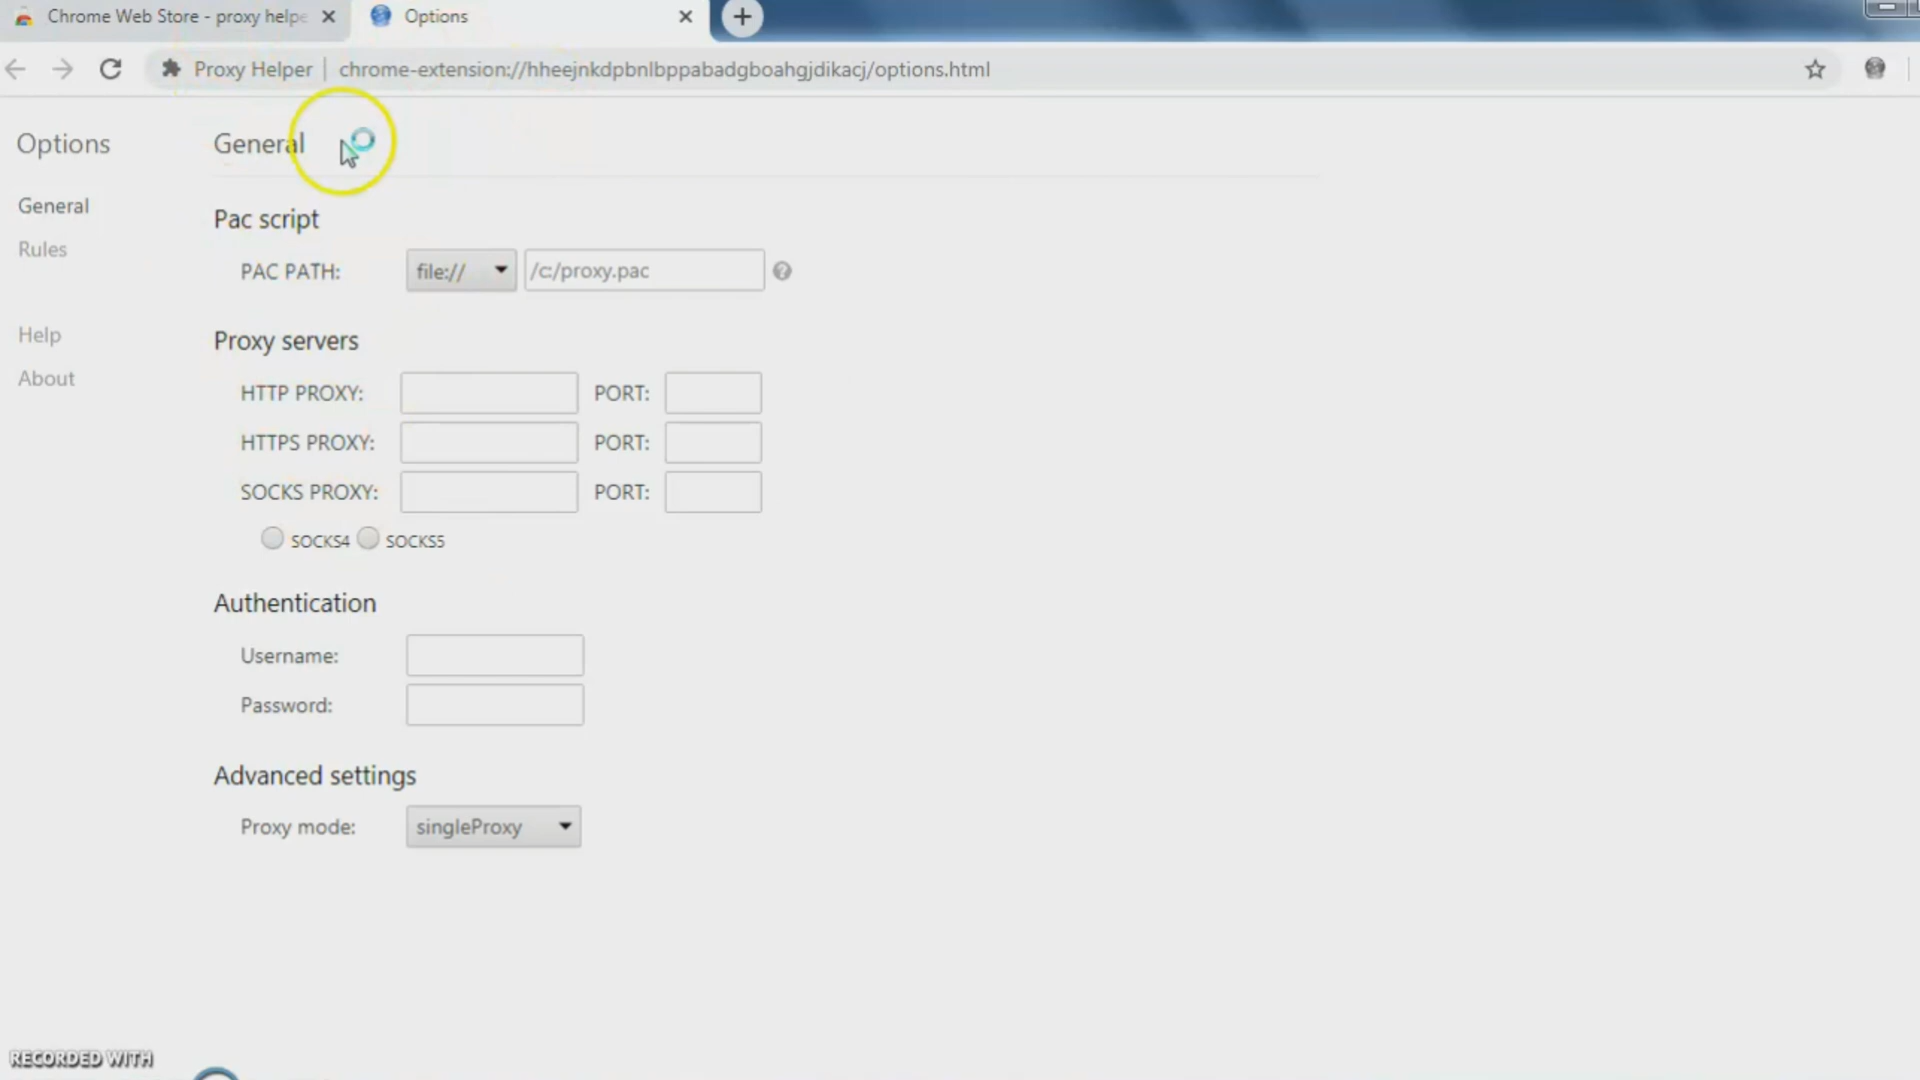 Chrome Web Store - proxy helpe
Options
Proxy Helper | chrome-extension://hheejnkdpbnlbppabadgboahgjdikacj/options.html
Options
General
General
Rules
Help
About
Pac script
PAC PATH: file:// /c:/proxy.pac
Proxy servers
HTTP PROXY: PORT:
HTTPS PROXY: PORT:
SOCKS PROXY: PORT:
SOCKS4 SOCKS5
Authentication
Username:
Password:
Advanced settings
Proxy mode: singleProxy
RECORDED WITH